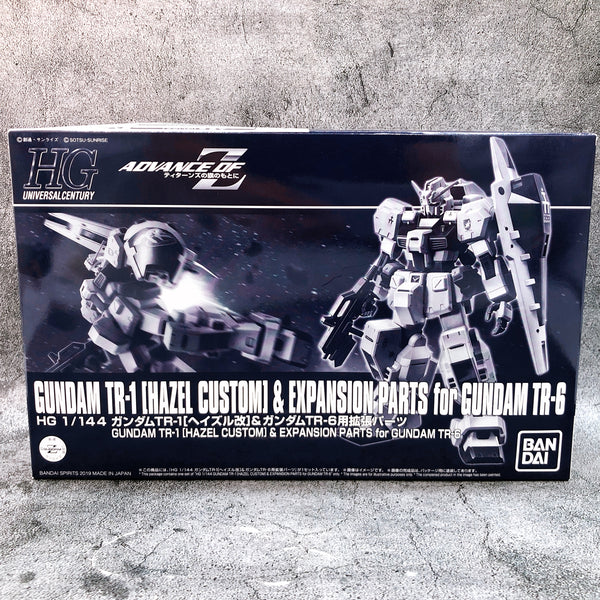 ©創通・サンライズ ©SOTSU・SUNRISE
HG
UNIVERSAL CENTURY
ADVANCE OF Z
ティターンズの旗のもとに
GUNDAM TR-1 [HAZEL CUSTOM] & EXPANSION PARTS for GUNDAM TR-6
HG 1/144 ガンダムTR-1[ヘイズル改]&ガンダムTR-6用拡張パーツ
GUNDAM TR-1 [HAZEL CUSTOM] & EXPANSION PARTS for GUNDAM TR-6
BAN
DAI
BANDAI SPIRITS 2019 MADE IN JAPAN